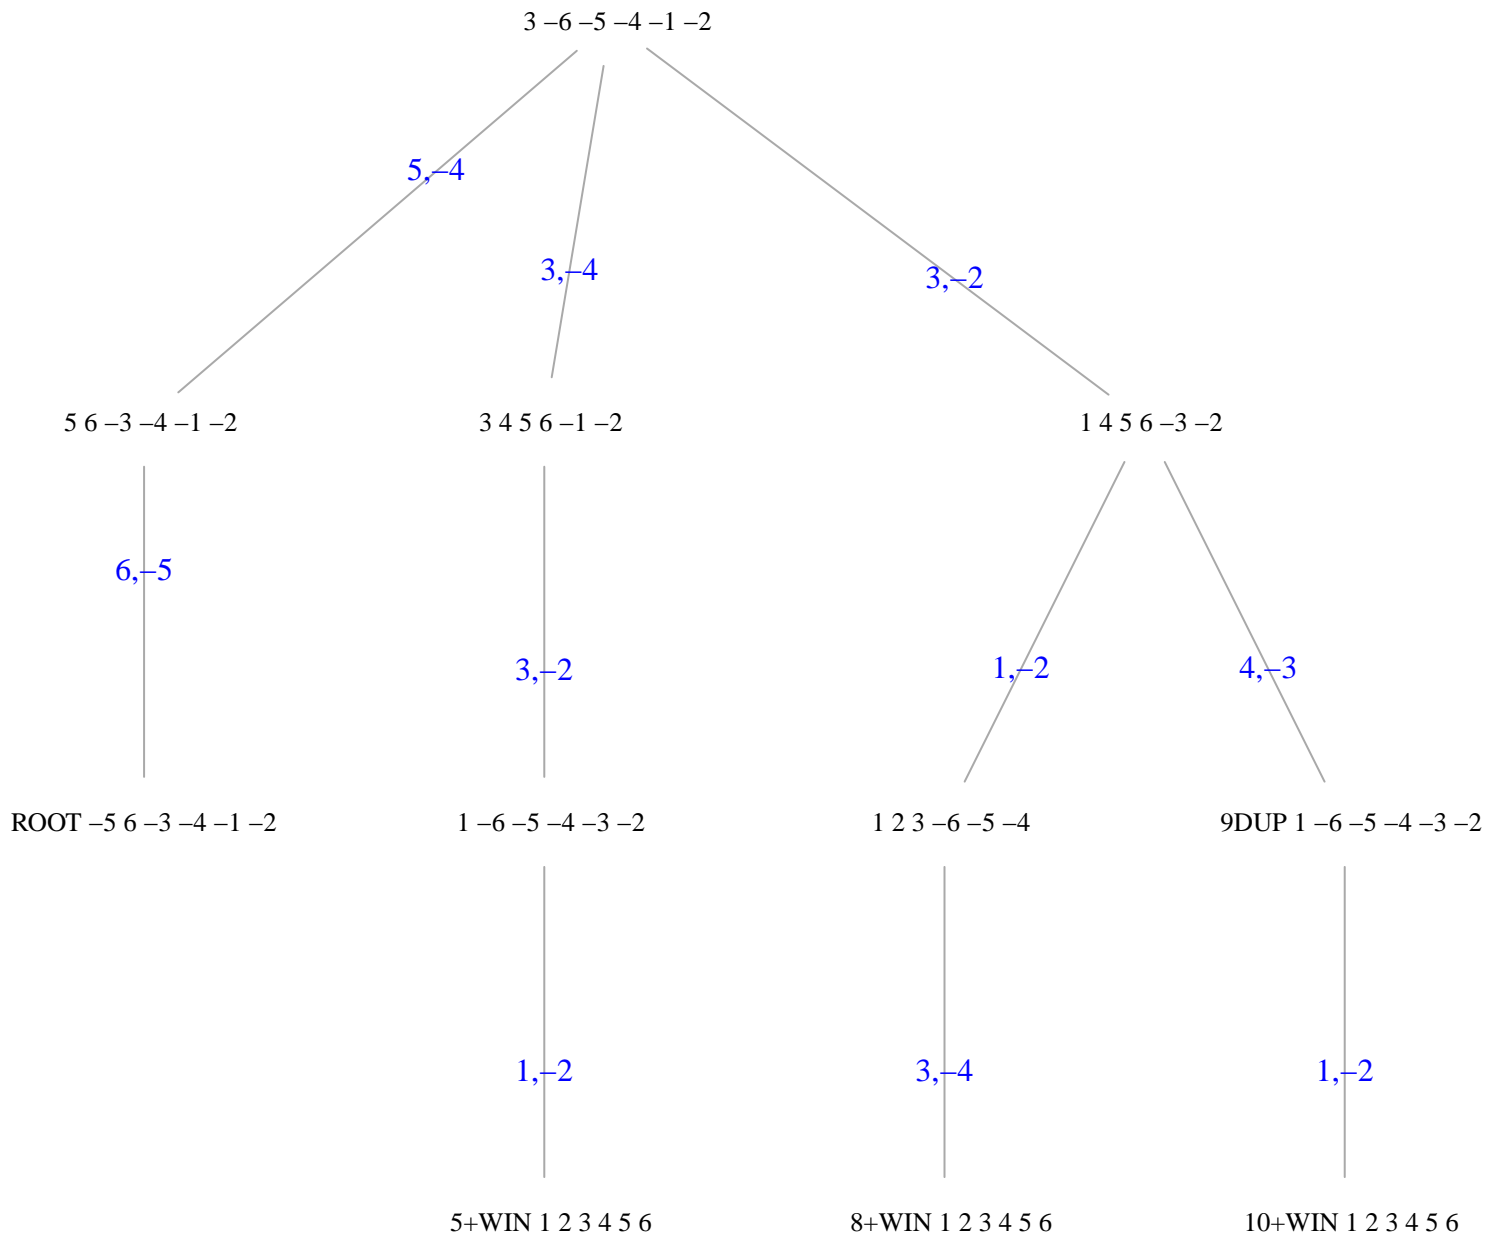 3 –6 –5 –4 –1 –2
5,–4
3,–4
3,–2
5 6 –3 –4 –1 –2
3 4 5 6 –1 –2
1 4 5 6 –3 –2
6,–5
3,–2
1,–2
4,–3
ROOT –5 6 –3 –4 –1 –2
1 –6 –5 –4 –3 –2
1 2 3 –6 –5 –4
9DUP 1 –6 –5 –4 –3 –2
1,–2
3,–4
1,–2
5+WIN 1 2 3 4 5 6
8+WIN 1 2 3 4 5 6
10+WIN 1 2 3 4 5 6